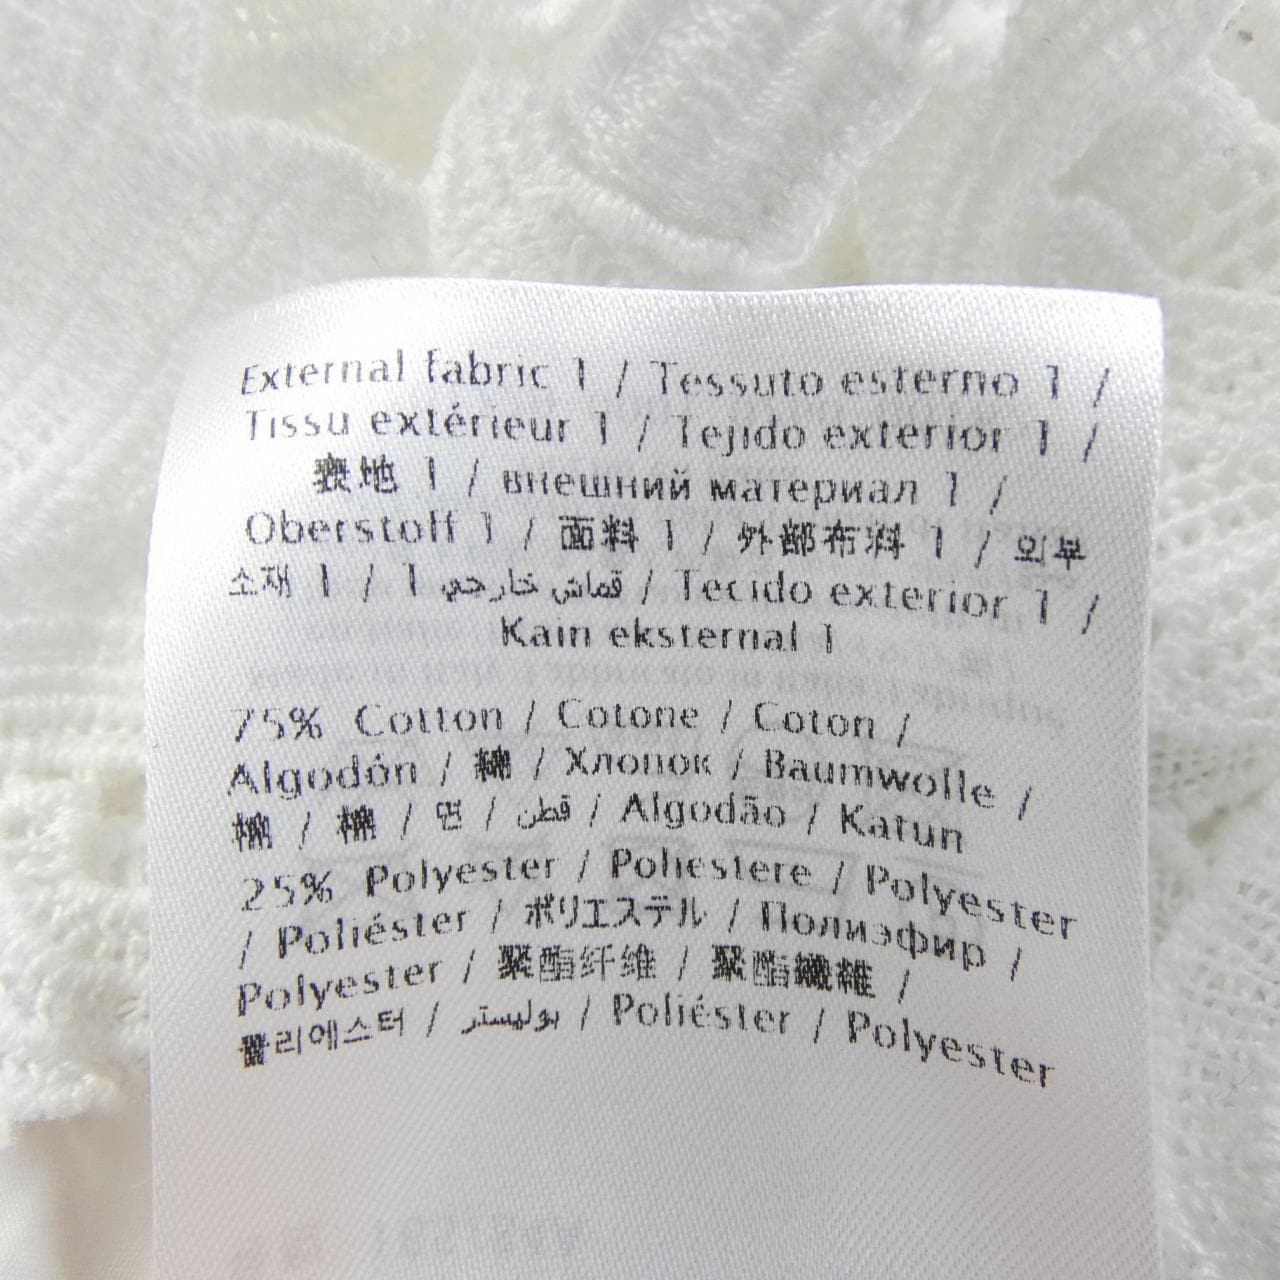 External fabric 1 / Tessuto esterno 1 /
Tissu extérieur 1 / Tejido exterior 1 /
表地 1 / внешний материал 1 /
Oberstoff 1 / 面料 1 / 外部布料 1 / 외부
소재 1 / قماش خارجي 1 / Tecido exterior 1 /
Kain eksternal 1
75% Cotton / Cotone / Coton /
Algodón / 綿 / Хлопок / Baumwolle /
棉 / 棉 / 면 / قطن / Algodão / Katun
25% Polyester / Poliestere / Polyester
/ Poliéster / ポリエステル / Полиэфир /
Polyester / 聚酯纤维 / 聚酯纖維 /
폴리에스터 / بوليستر / Poliéster / Polyester